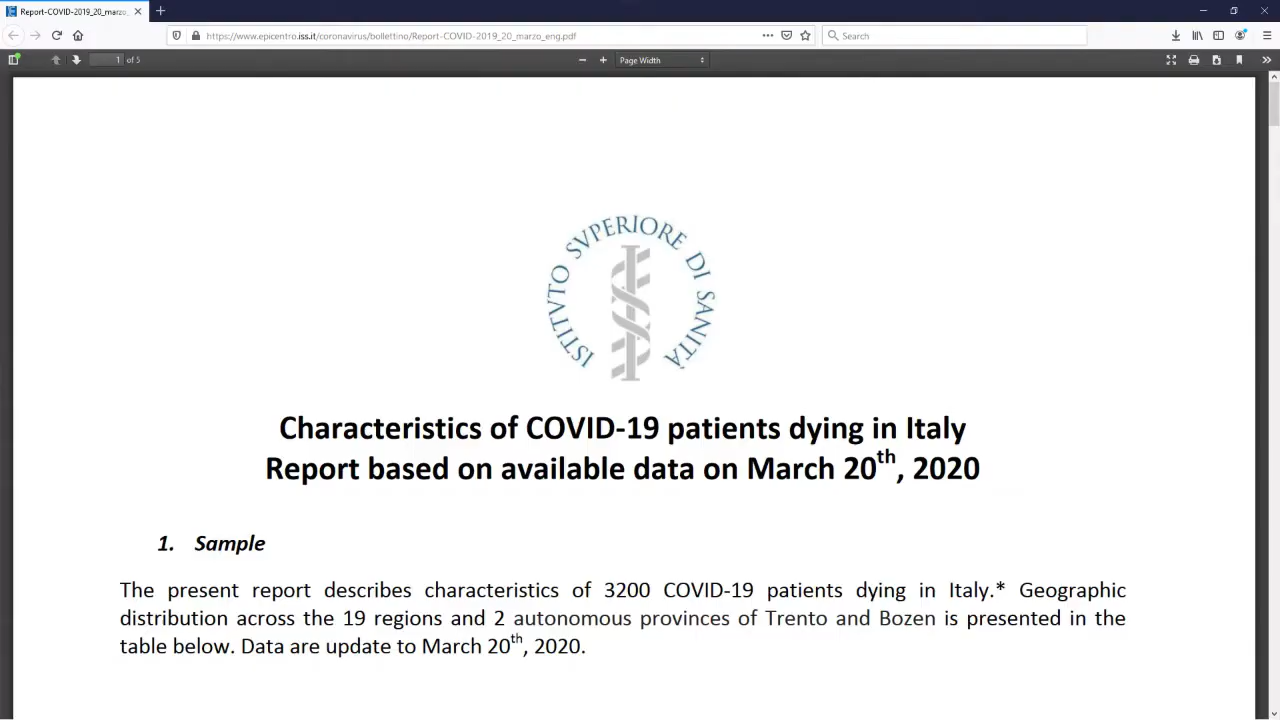 Report-COVID-2019_20_marzo_
https://www.epicentro.iss.it/coronavirus/bollettino/Report-COVID-2019_20_marzo_eng.pdf
Search
1 of 5
Page Width
ISTITVTO SVPERIORE DI SANITÀ
Characteristics of COVID-19 patients dying in Italy
Report based on available data on March 20th, 2020
1. Sample
The present report describes characteristics of 3200 COVID-19 patients dying in Italy.* Geographic
distribution across the 19 regions and 2 autonomous provinces of Trento and Bozen is presented in the
table below. Data are update to March 20th, 2020.